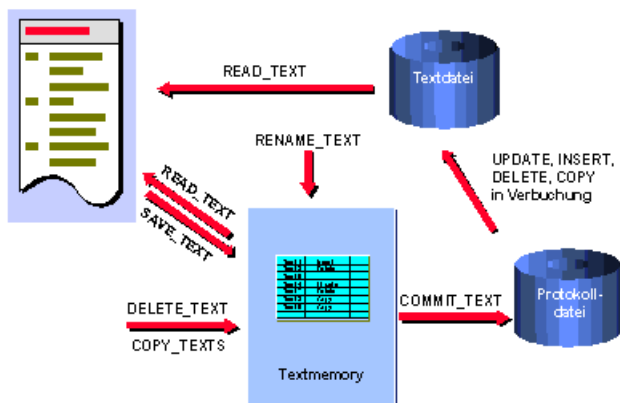 READ_TEXT
Textdatei
RENAME_TEXT
UPDATE, INSERT,
DELETE, COPY
in Verbuchung
READ_TEXT
SAVE_TEXT
DELETE_TEXT
COPY_TEXTS
COMMIT_TEXT
Protokoll-
datei
Textmemory